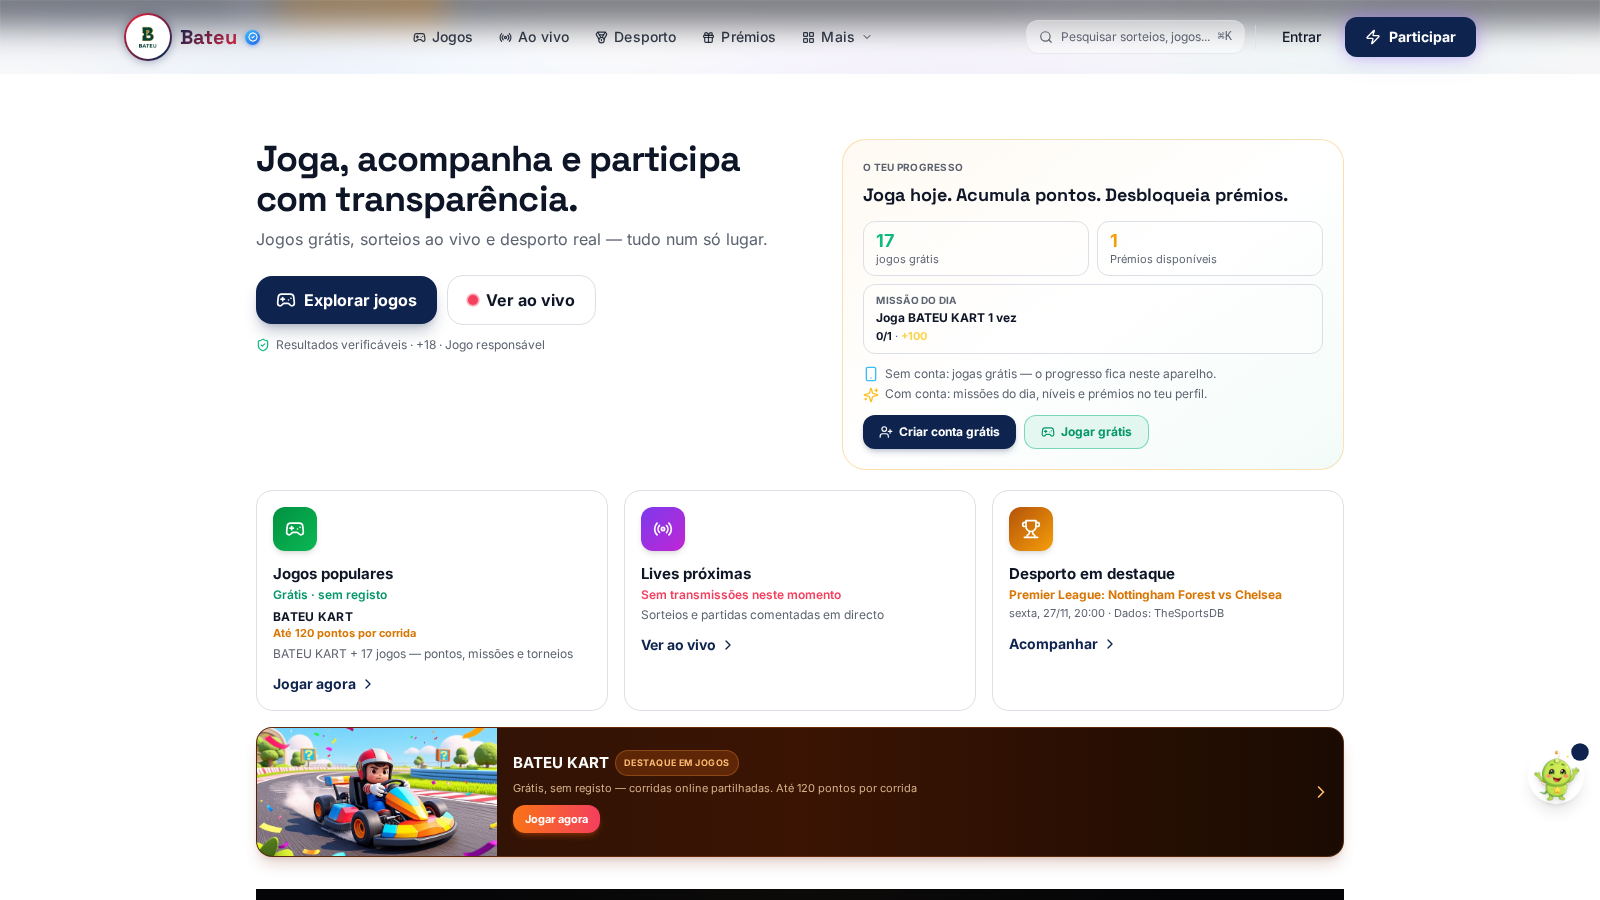 B
BATEU
Bateu
Jogos
Ao vivo
Desporto
Prémios
Mais
Pesquisar sorteios, jogos... ⌘K
Entrar
Participar
Joga, acompanha e participa
com transparência.
Jogos grátis, sorteios ao vivo e desporto real — tudo num só lugar.
Explorar jogos
Ver ao vivo
Resultados verificáveis · +18 · Jogo responsável
O TEU PROGRESSO
Joga hoje. Acumula pontos. Desbloqueia prémios.
17
jogos grátis
1
Prémios disponíveis
MISSÃO DO DIA
Joga BATEU KART 1 vez
0/1 · +100
Sem conta: jogas grátis — o progresso fica neste aparelho.
Com conta: missões do dia, níveis e prémios no teu perfil.
Criar conta grátis
Jogar grátis
Jogos populares
Grátis · sem registo
BATEU KART
Até 120 pontos por corrida
BATEU KART + 17 jogos — pontos, missões e torneios
Jogar agora
Lives próximas
Sem transmissões neste momento
Sorteios e partidas comentadas em directo
Ver ao vivo
Desporto em destaque
Premier League: Nottingham Forest vs Chelsea
sexta, 27/11, 20:00 · Dados: TheSportsDB
Acompanhar
BATEU KART
DESTAQUE EM JOGOS
Grátis, sem registo — corridas online partilhadas. Até 120 pontos por corrida
Jogar agora